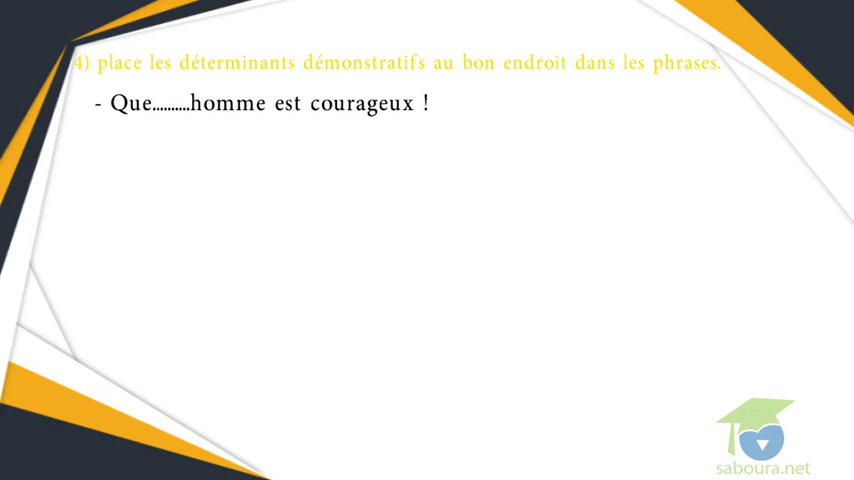 4) place les déterminants démonstratifs au bon endroit dans les phrases.
- Que..........homme est courageux !
saboura.net